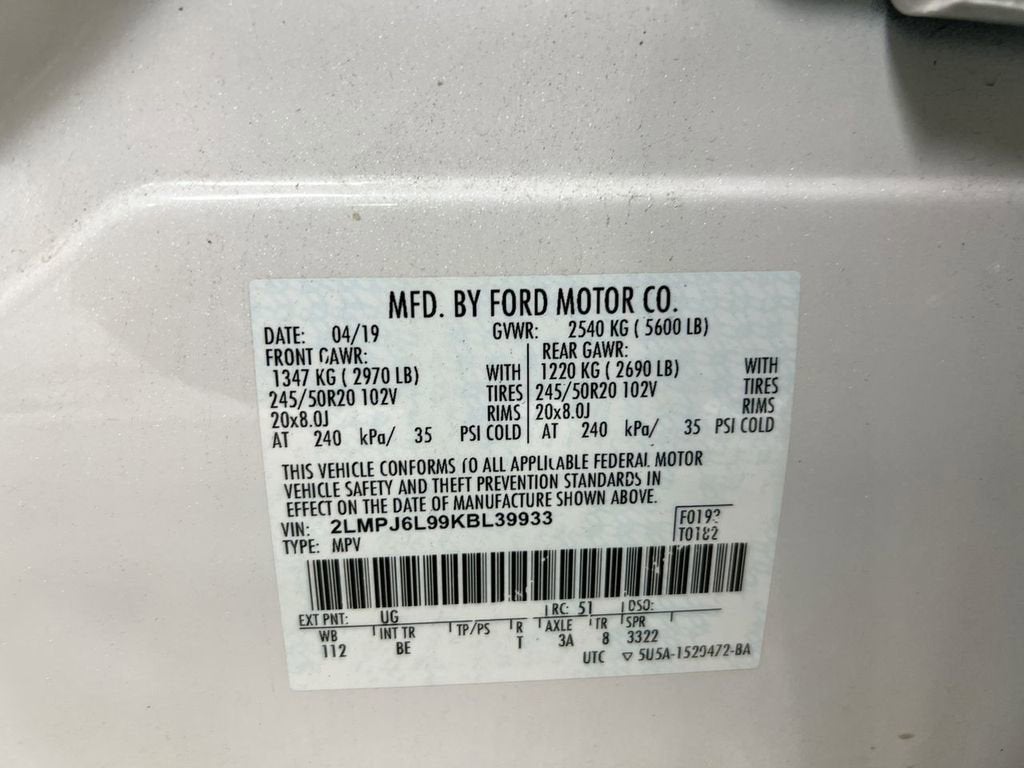 MFD. BY FORD MOTOR CO.
DATE: 04/19 GVWR: 2540 KG ( 5600 LB)
FRONT GAWR: REAR GAWR:
1347 KG ( 2970 LB) WITH 1220 KG ( 2690 LB) WITH
245/50R20 102V TIRES 245/50R20 102V TIRES
20x8.0J RIMS 20x8.0J RIMS
AT 240 kPa/ 35 PSI COLD AT 240 kPa/ 35 PSI COLD
THIS VEHICLE CONFORMS TO ALL APPLICABLE FEDERAL MOTOR
VEHICLE SAFETY AND THEFT PREVENTION STANDARDS IN
EFFECT ON THE DATE OF MANUFACTURE SHOWN ABOVE.
VIN: 2LMPJ6L99KBL39933
TYPE: MPV
T0182
EXT PNT: UG RC: 51 DSO:
WB INT TR TP/PS R AXLE TR SPR
112 BE T 3A 8 3322
UTC ▽ 5U5A-1520472-BA